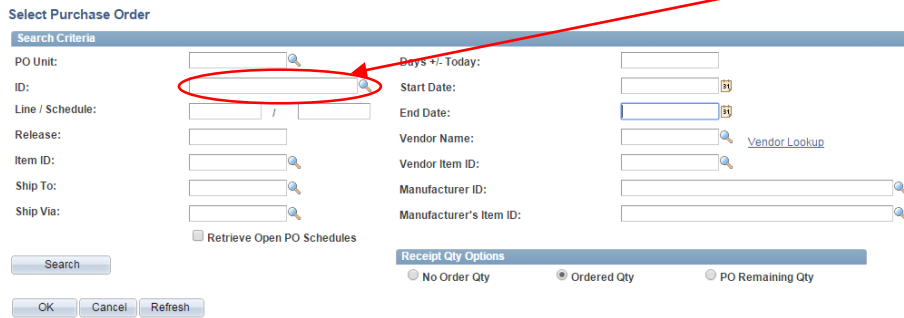 Select Purchase Order
Search Criteria
PO Unit:
Days +/- Today:
ID:
Start Date:
31
Line / Schedule:
/
End Date:
31
Release:
Vendor Name:
Vendor Lookup
Item ID:
Vendor Item ID:
Ship To:
Manufacturer ID:
Ship Via:
Manufacturer's Item ID:
Retrieve Open PO Schedules
Search
Receipt Qty Options
No Order Qty
Ordered Qty
PO Remaining Qty
OK
Cancel
Refresh